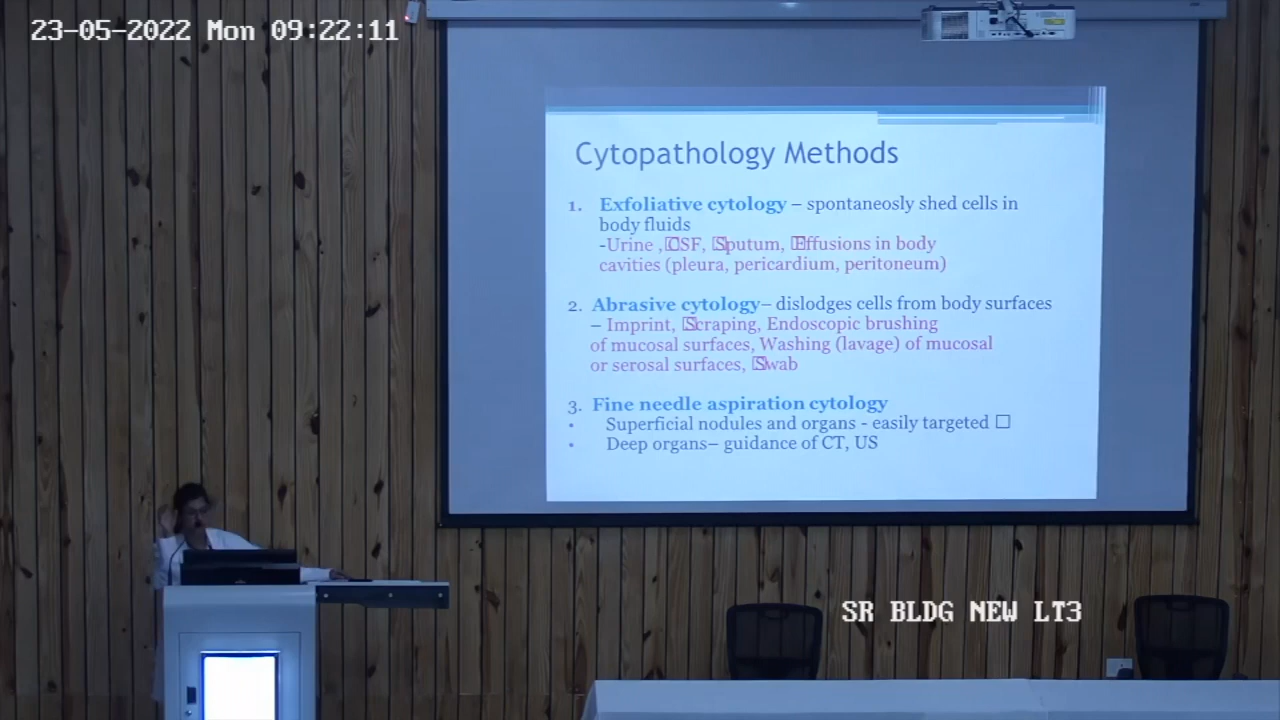 23-05-2022 Mon 09:22:11
Cytopathology Methods
1. Exfoliative cytology – spontaneosly shed cells in
body fluids
-Urine ,CSF, Sputum, Effusions in body
cavities (pleura, pericardium, peritoneum)
2. Abrasive cytology– dislodges cells from body surfaces
– Imprint, Scraping, Endoscopic brushing
of mucosal surfaces, Washing (lavage) of mucosal
or serosal surfaces, Swab
3. Fine needle aspiration cytology
• Superficial nodules and organs - easily targeted □
• Deep organs– guidance of CT, US
SR BLDG NEW LT3